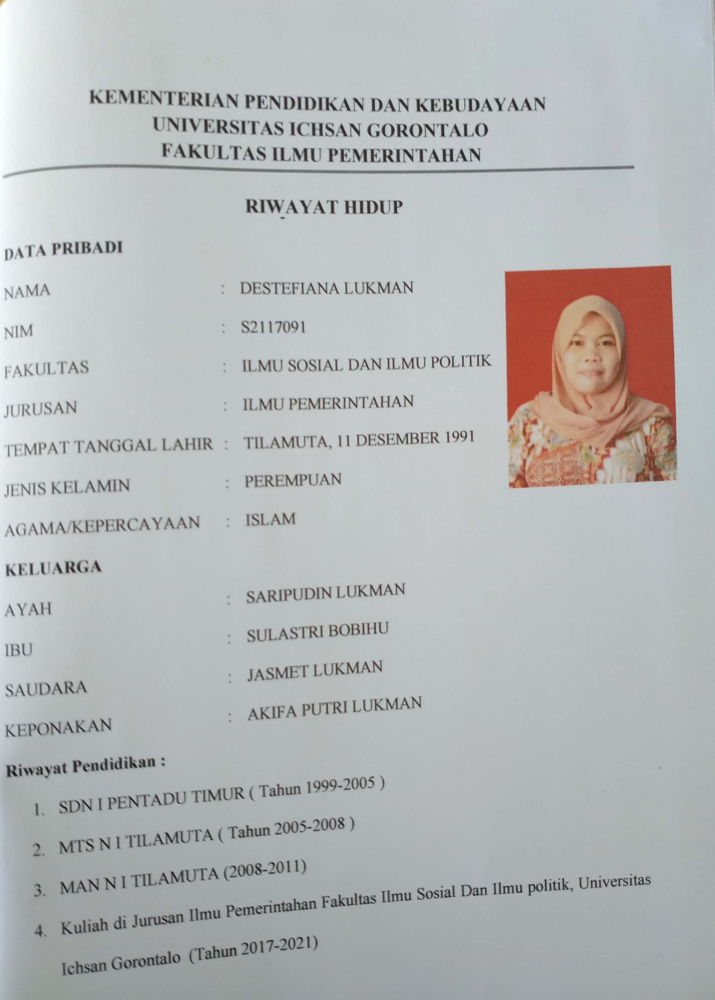 KEMENTERIAN PENDIDIKAN DAN KEBUDAYAAN
UNIVERSITAS ICHSAN GORONTALO
FAKULTAS ILMU PEMERINTAHAN
RIWAYAT HIDUP
DATA PRIBADI
NAMA : DESTEFIANA LUKMAN
NIM : S2117091
FAKULTAS : ILMU SOSIAL DAN ILMU POLITIK
JURUSAN : ILMU PEMERINTAHAN
TEMPAT TANGGAL LAHIR : TILAMUTA, 11 DESEMBER 1991
JENIS KELAMIN : PEREMPUAN
AGAMA/KEPERCAYAAN : ISLAM
KELUARGA
AYAH : SARIPUDIN LUKMAN
IBU : SULASTRI BOBIHU
SAUDARA : JASMET LUKMAN
KEPONAKAN : AKIFA PUTRI LUKMAN
Riwayat Pendidikan :
1. SDN I PENTADU TIMUR ( Tahun 1999-2005 )
2. MTS N I TILAMUTA ( Tahun 2005-2008 )
3. MAN N I TILAMUTA (2008-2011)
4. Kuliah di Jurusan Ilmu Pemerintahan Fakultas Ilmu Sosial Dan Ilmu politik, Universitas
Ichsan Gorontalo (Tahun 2017-2021)